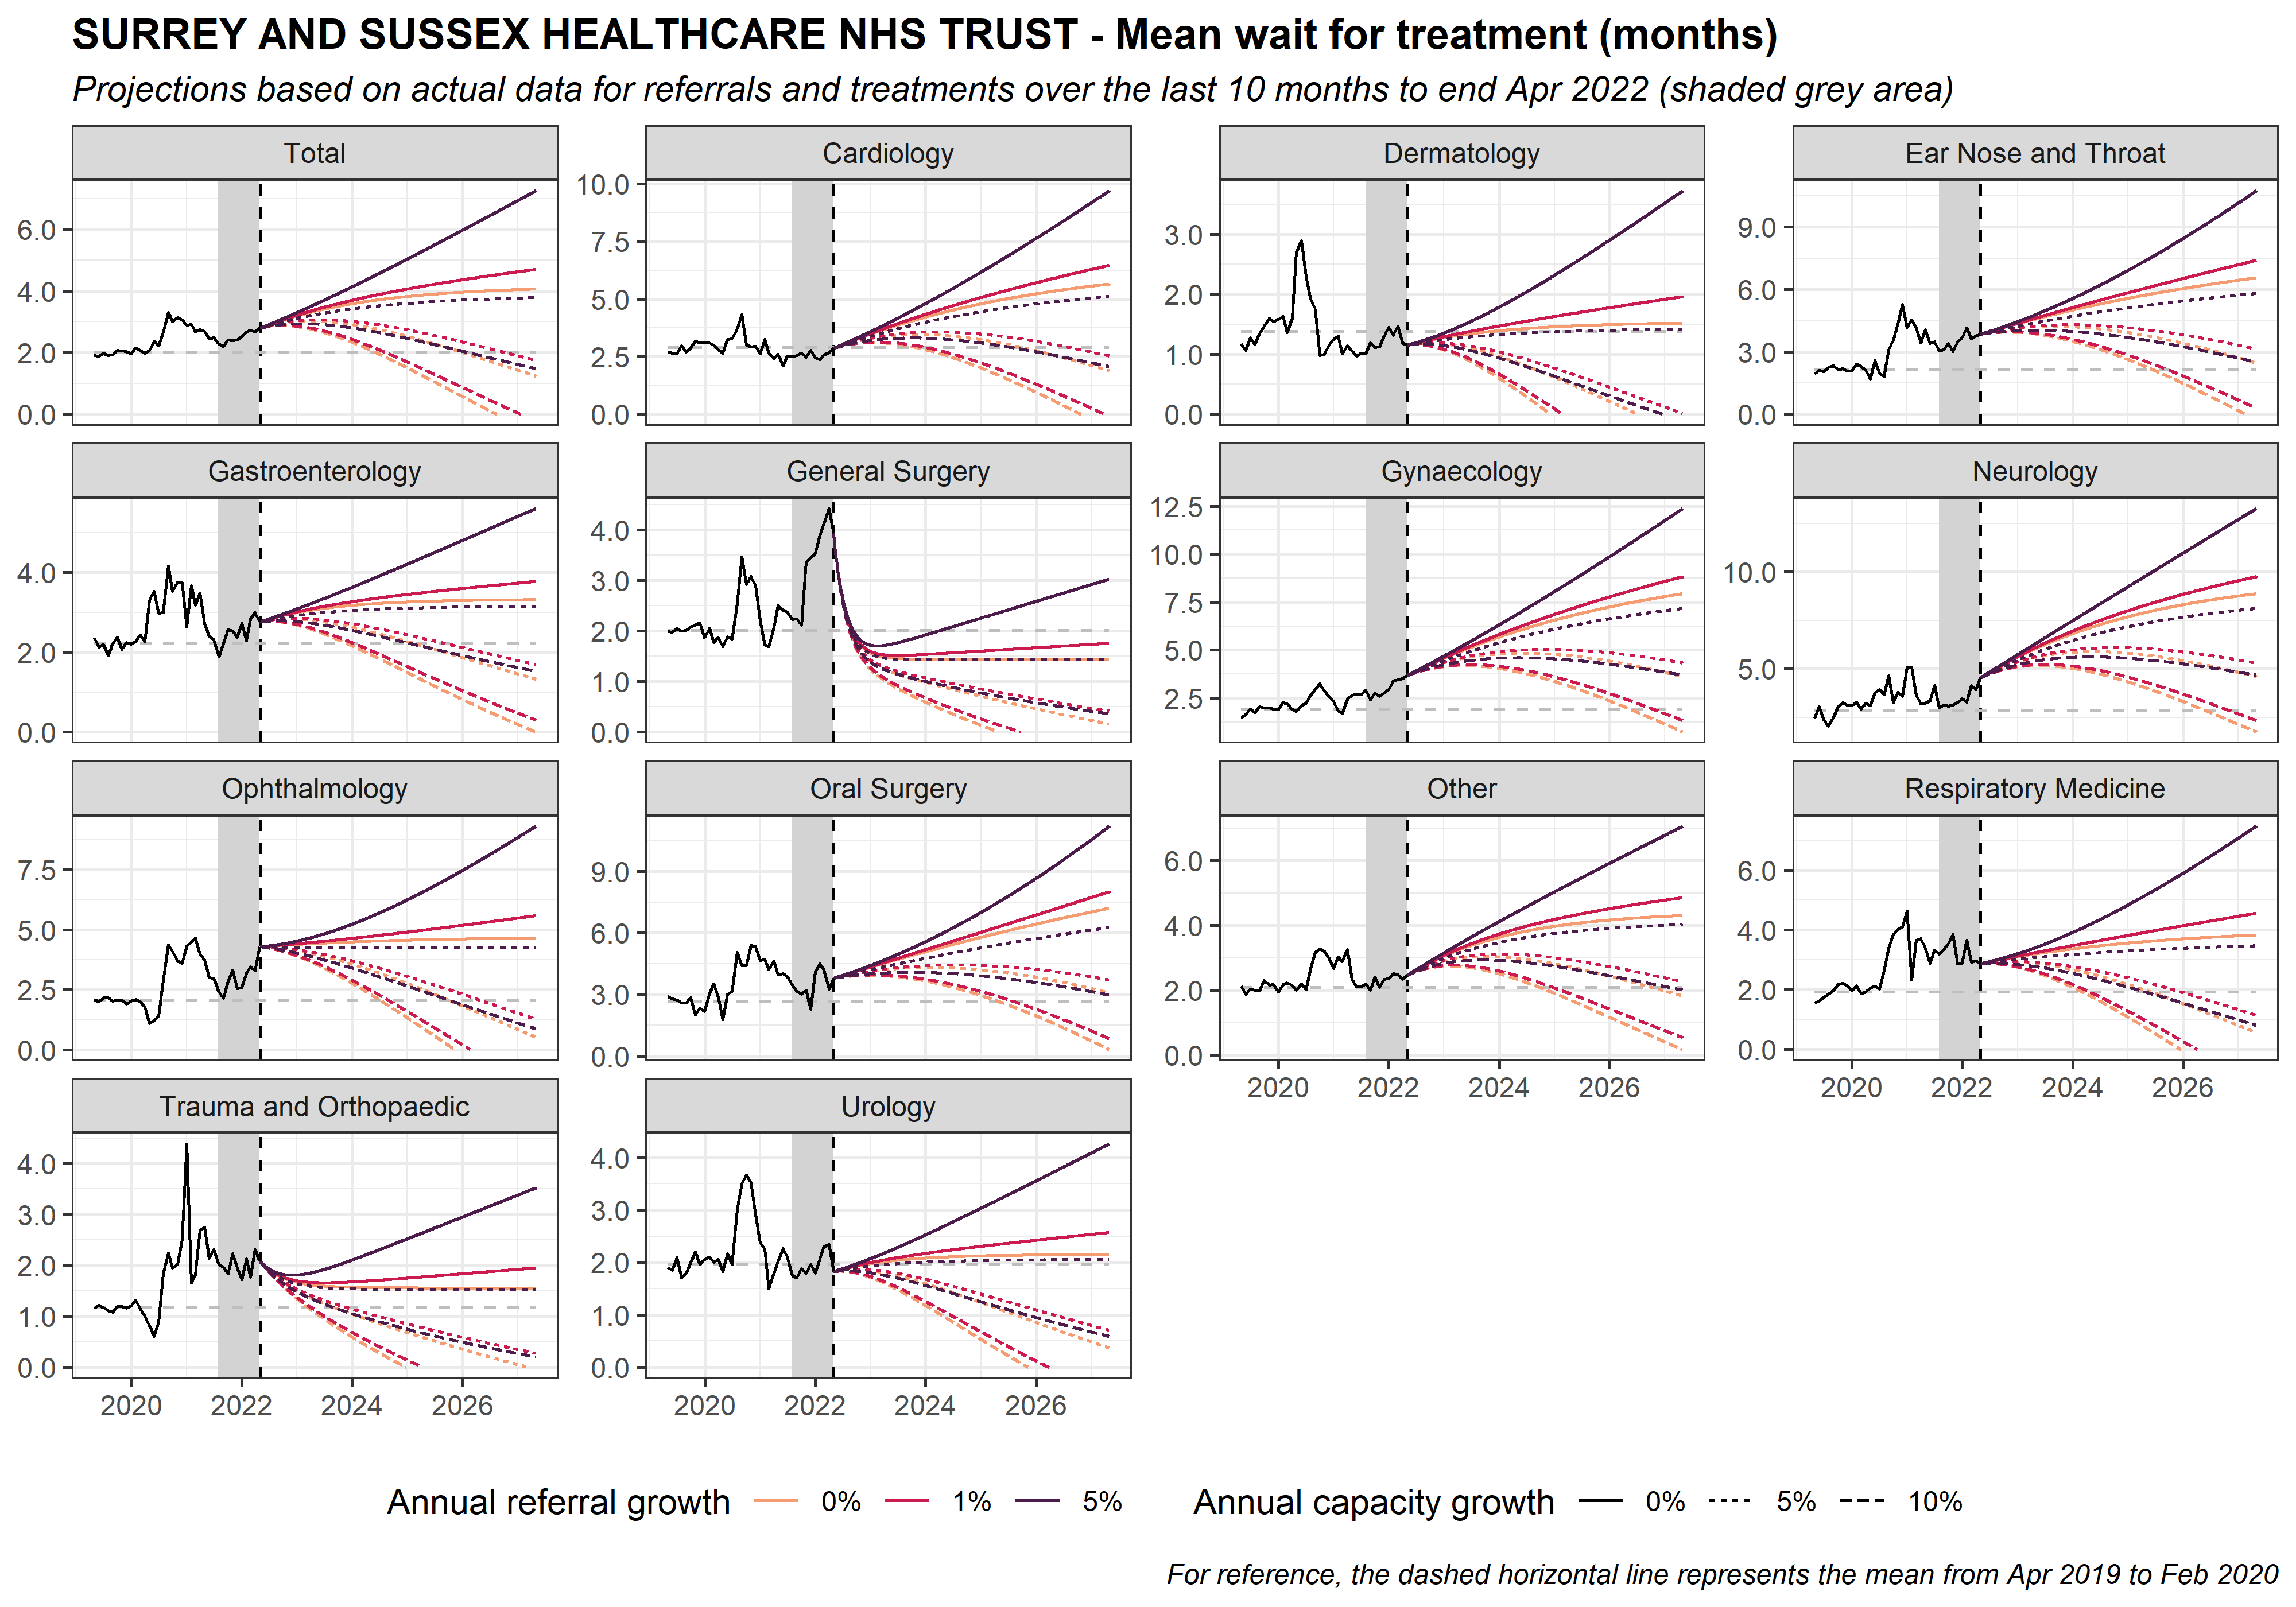 SURREY AND SUSSEX HEALTHCARE NHS TRUST - Mean wait for treatment (months)
Projections based on actual data for referrals and treatments over the last 10 months to end Apr 2022 (shaded grey area)
Total
Cardiology
Dermatology
Ear Nose and Throat
6.0
4.0
2.0
0.0
10.0
7.5
5.0
2.5
0.0
3.0
2.0
1.0
0.0
9.0
6.0
3.0
0.0
Gastroenterology
General Surgery
Gynaecology
Neurology
4.0
2.0
0.0
4.0
3.0
2.0
1.0
0.0
12.5
10.0
7.5
5.0
2.5
10.0
5.0
Ophthalmology
Oral Surgery
Other
Respiratory Medicine
7.5
5.0
2.5
0.0
9.0
6.0
3.0
0.0
6.0
4.0
2.0
0.0
6.0
4.0
2.0
0.0
2020 2022 2024 2026
2020 2022 2024 2026
Trauma and Orthopaedic
Urology
4.0
3.0
2.0
1.0
0.0
4.0
3.0
2.0
1.0
0.0
2020 2022 2024 2026
2020 2022 2024 2026
Annual referral growth 0% 1% 5%
Annual capacity growth 0% 5% 10%
For reference, the dashed horizontal line represents the mean from Apr 2019 to Feb 2020